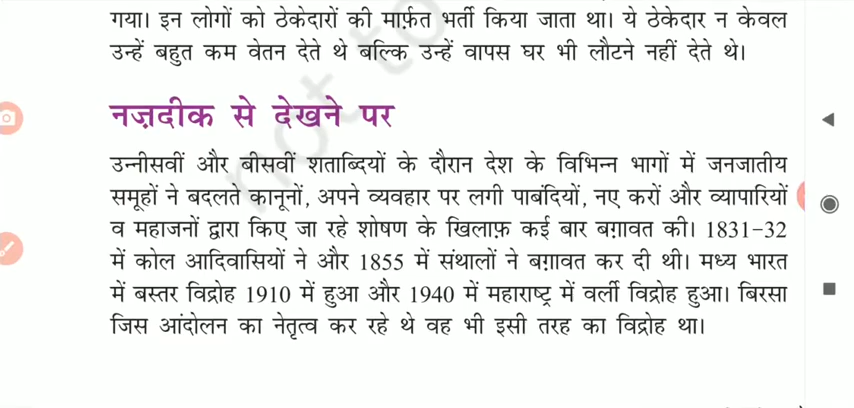 गया। इन लोगों को ठेकेदारों की मार्फ़त भर्ती किया जाता था। ये ठेकेदार न केवल
उन्हें बहुत कम वेतन देते थे बल्कि उन्हें वापस घर भी लौटने नहीं देते थे।
नज़दीक से देखने पर
उन्नीसवीं और बीसवीं शताब्दियों के दौरान देश के विभिन्न भागों में जनजातीय
समूहों ने बदलते कानूनों, अपने व्यवहार पर लगी पाबंदियों, नए करों और व्यापारियों
व महाजनों द्वारा किए जा रहे शोषण के खिलाफ़ कई बार बग़ावत की। 1831-32
में कोल आदिवासियों ने और 1855 में संथालों ने बग़ावत कर दी थी। मध्य भारत
में बस्तर विद्रोह 1910 में हुआ और 1940 में महाराष्ट्र में वर्ली विद्रोह हुआ। बिरसा
जिस आंदोलन का नेतृत्व कर रहे थे वह भी इसी तरह का विद्रोह था।
not to